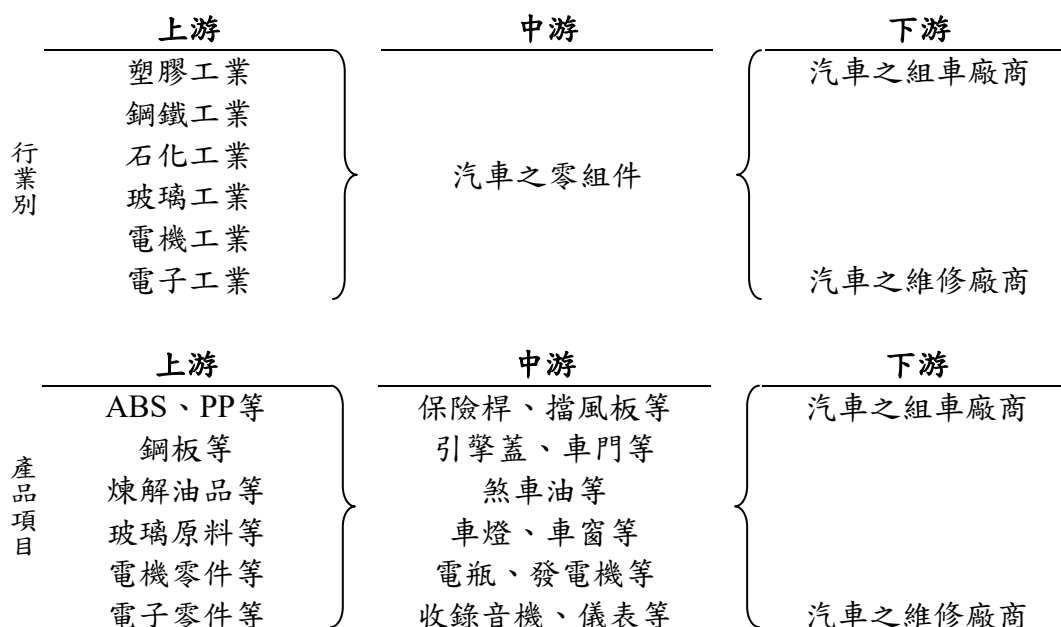 上游 中游 下游
塑膠工業 汽車之組車廠商
鋼鐵工業
石化工業
行業別 汽車之零組件
玻璃工業
電機工業
電子工業 汽車之維修廠商
上游 中游 下游
ABS、PP等 保險桿、擋風板等 汽車之組車廠商
鋼板等 引擎蓋、車門等
產品項目 煉解油品等 煞車油等
玻璃原料等 車燈、車窗等
電機零件等 電瓶、發電機等
電子零件等 收錄音機、儀表等 汽車之維修廠商